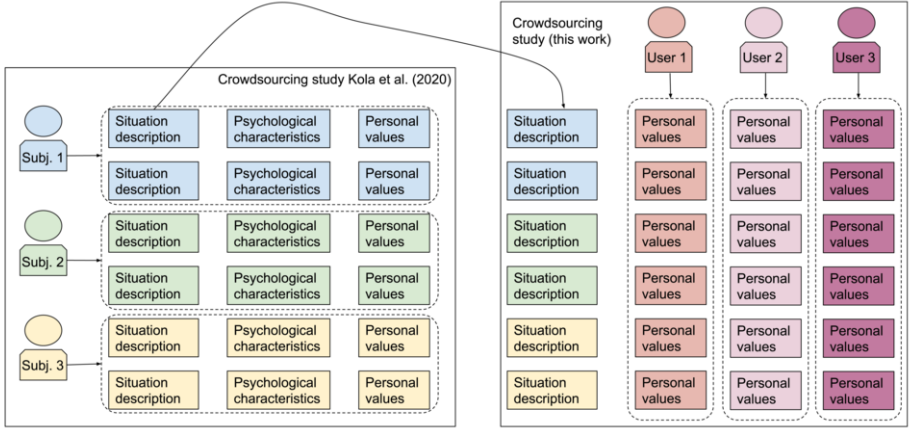 Crowdsourcing study Kola et al. (2020)
Subj. 1
Situation description
Psychological characteristics
Personal values
Situation description
Psychological characteristics
Personal values
Subj. 2
Situation description
Psychological characteristics
Personal values
Situation description
Psychological characteristics
Personal values
Subj. 3
Situation description
Psychological characteristics
Personal values
Situation description
Psychological characteristics
Personal values
Crowdsourcing
study (this work)
User 1
User 2
User 3
Situation description
Personal values
Personal values
Personal values
Situation description
Personal values
Personal values
Personal values
Situation description
Personal values
Personal values
Personal values
Situation description
Personal values
Personal values
Personal values
Situation description
Personal values
Personal values
Personal values
Situation description
Personal values
Personal values
Personal values